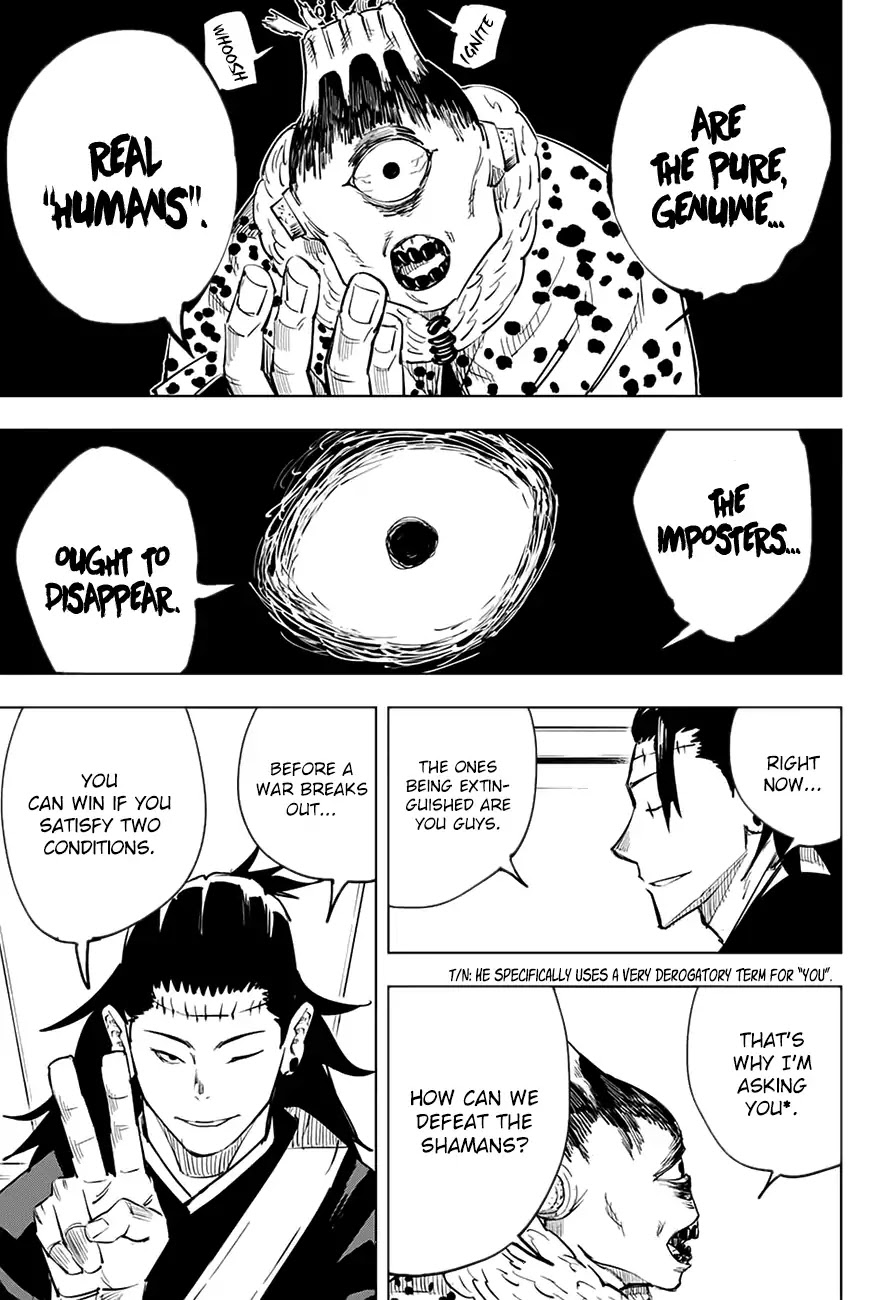 IGNITE
WHOOSH
ARE
THE PURE,
GENUINE...
REAL
"HUMANS".
THE
IMPOSTERS...
OUGHT TO
DISAPPEAR.
RIGHT
NOW...
THE ONES
BEING EXTIN-
GUISHED ARE
YOU GUYS.
T/N: HE SPECIFICALLY USES A VERY DEROGATORY TERM FOR "YOU".
THAT'S
WHY I'M
ASKING
YOU*.
HOW CAN WE
DEFEAT THE
SHAMANS?
BEFORE A
WAR BREAKS
OUT...
YOU
CAN WIN IF YOU
SATISFY TWO
CONDITIONS.